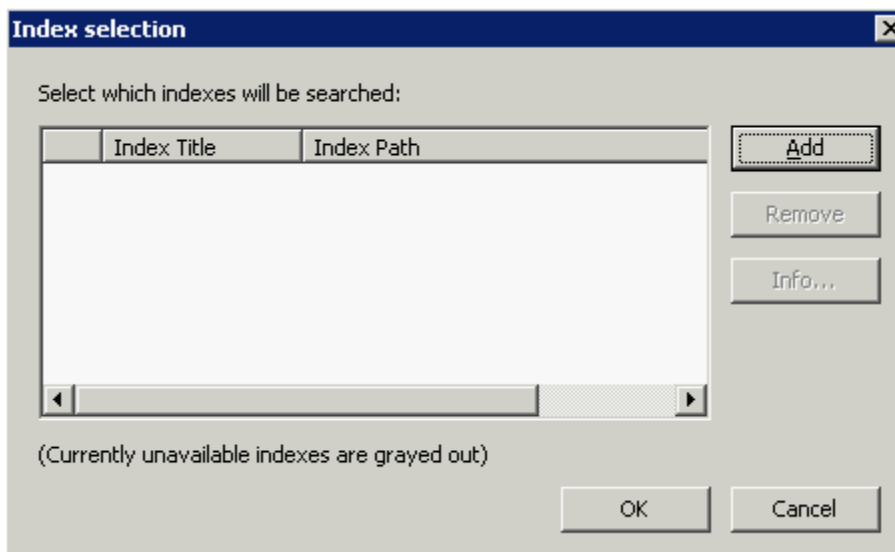 Index selection
Select which indexes will be searched:
Index Title Index Path
Add
Remove
Info...
(Currently unavailable indexes are grayed out)
OK Cancel